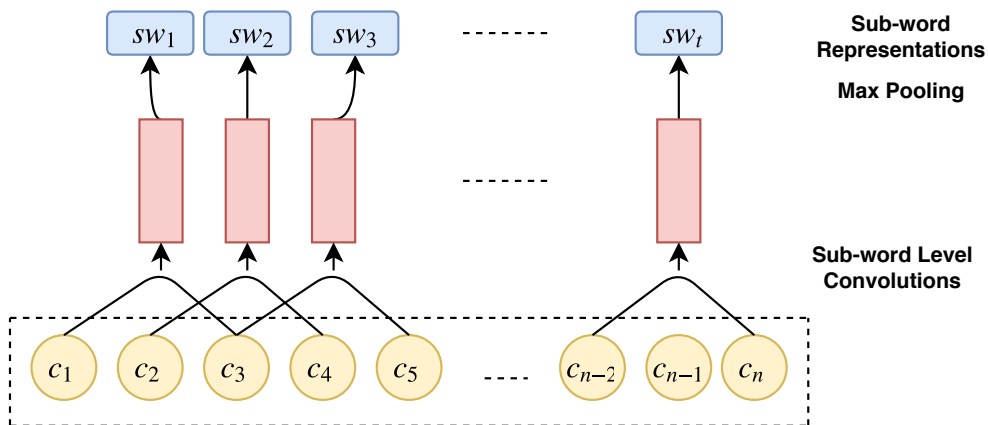 sw₁ sw₂ sw₃ swₜ
Sub-word
Representations
Max Pooling
Sub-word Level
Convolutions
c₁ c₂ c₃ c₄ c₅ cₙ₋₂ cₙ₋₁ cₙ